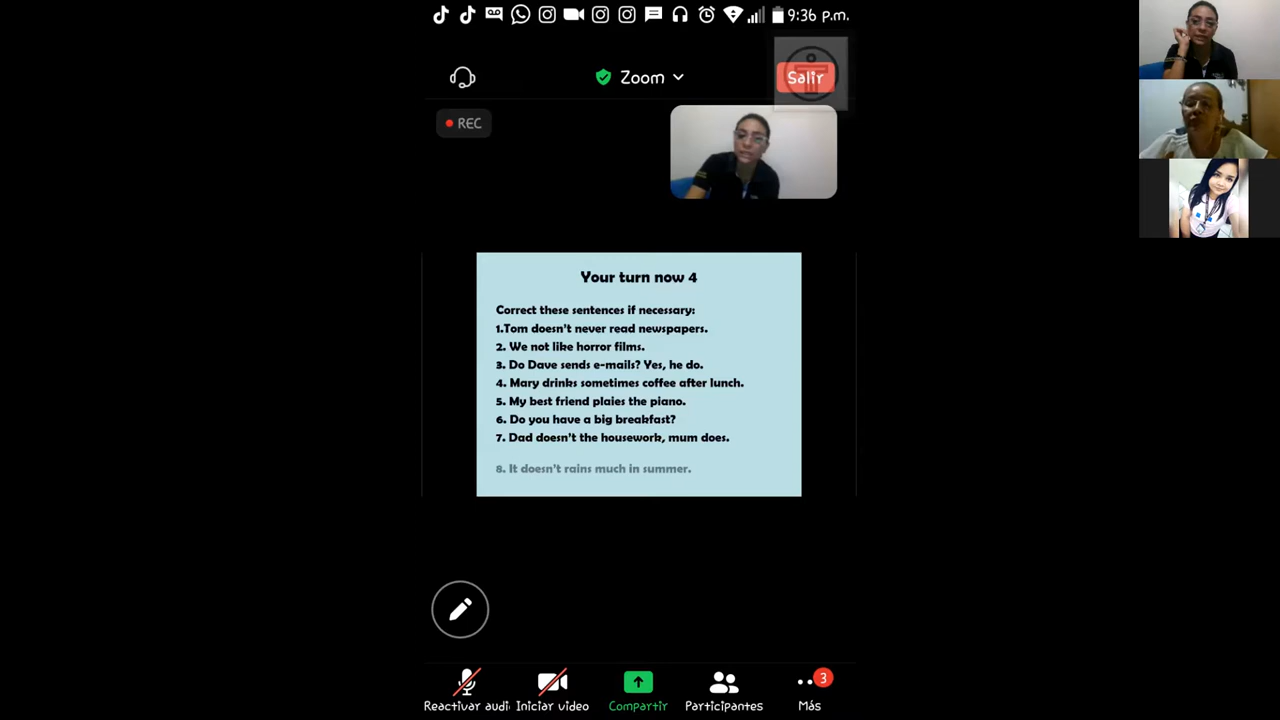 9:36 p.m.
Zoom
Salir
REC
Your turn now 4
Correct these sentences if necessary:
1.Tom doesn't never read newspapers.
2. We not like horror films.
3. Do Dave sends e-mails? Yes, he do.
4. Mary drinks sometimes coffee after lunch.
5. My best friend plaies the piano.
6. Do you have a big breakfast?
7. Dad doesn't the housework, mum does.
8. It doesn't rains much in summer.
3
Reactivar audi
Iniciar video
Compartir
Participantes
Más